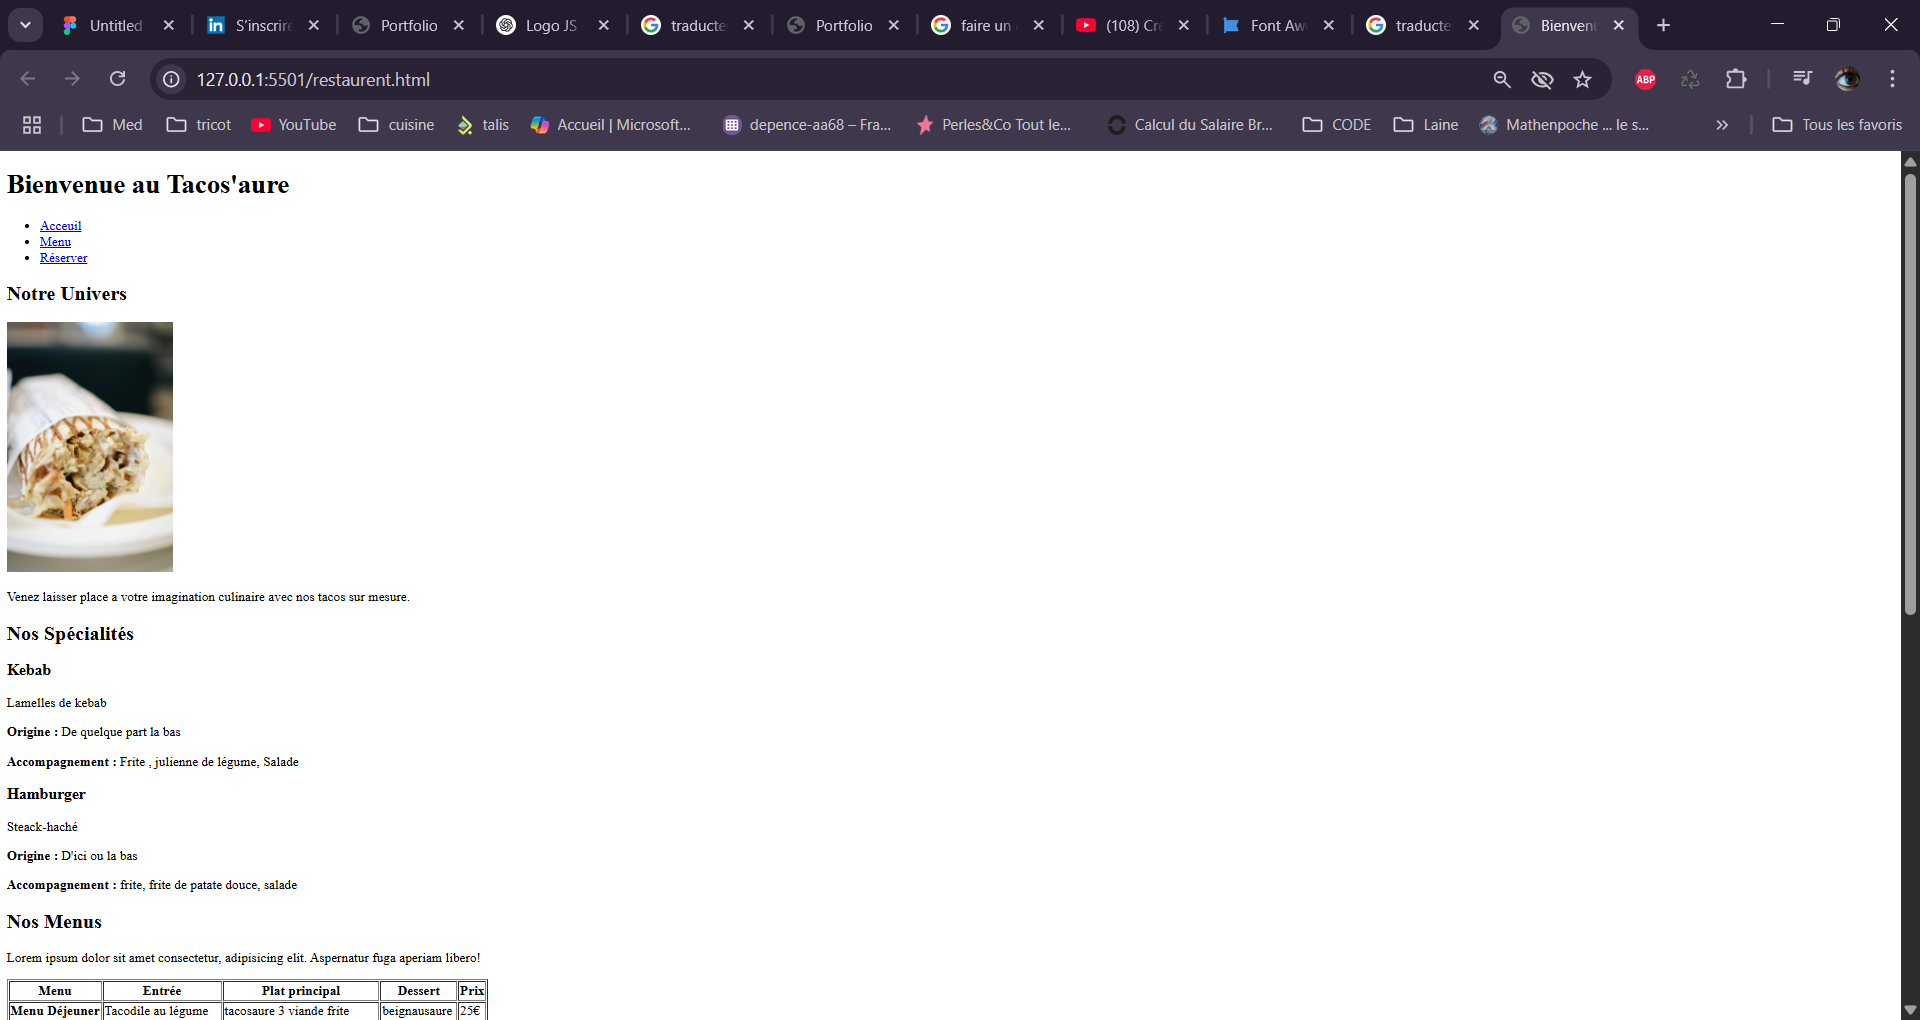 Untitled
S'inscrire
Portfolio
Logo JS
traducte
Portfolio
faire un
(108) Cré
Font Aw
traducte
Bienven
127.0.0.1:5501/restaurent.html
ABP
Med
tricot
YouTube
cuisine
talis
Accueil | Microsoft...
depence-aa68 – Fra...
Perles&Co Tout le...
Calcul du Salaire Br...
CODE
Laine
Mathenpoche ... le s...
Tous les favoris
Bienvenue au Tacos'aure
Acceuil
Menu
Réserver
Notre Univers
Venez laisser place a votre imagination culinaire avec nos tacos sur mesure.
Nos Spécialités
Kebab
Lamelles de kebab
Origine : De quelque part la bas
Accompagnement : Frite , julienne de légume, Salade
Hamburger
Steack-haché
Origine : D'ici ou la bas
Accompagnement : frite, frite de patate douce, salade
Nos Menus
Lorem ipsum dolor sit amet consectetur, adipisicing elit. Aspernatur fuga aperiam libero!
Menu Entrée Plat principal Dessert Prix
Menu Déjeuner Tacodile au légume tacosaure 3 viande frite beignausaure 25€